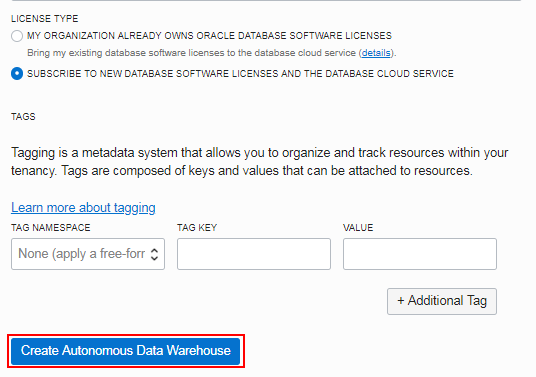 LICENSE TYPE
MY ORGANIZATION ALREADY OWNS ORACLE DATABASE SOFTWARE LICENSES
Bring my existing database software licenses to the database cloud service (details).
SUBSCRIBE TO NEW DATABASE SOFTWARE LICENSES AND THE DATABASE CLOUD SERVICE
TAGS
Tagging is a metadata system that allows you to organize and track resources within your
tenancy. Tags are composed of keys and values that can be attached to resources.
Learn more about tagging
TAG NAMESPACE TAG KEY VALUE
None (apply a free-forr
+ Additional Tag
Create Autonomous Data Warehouse